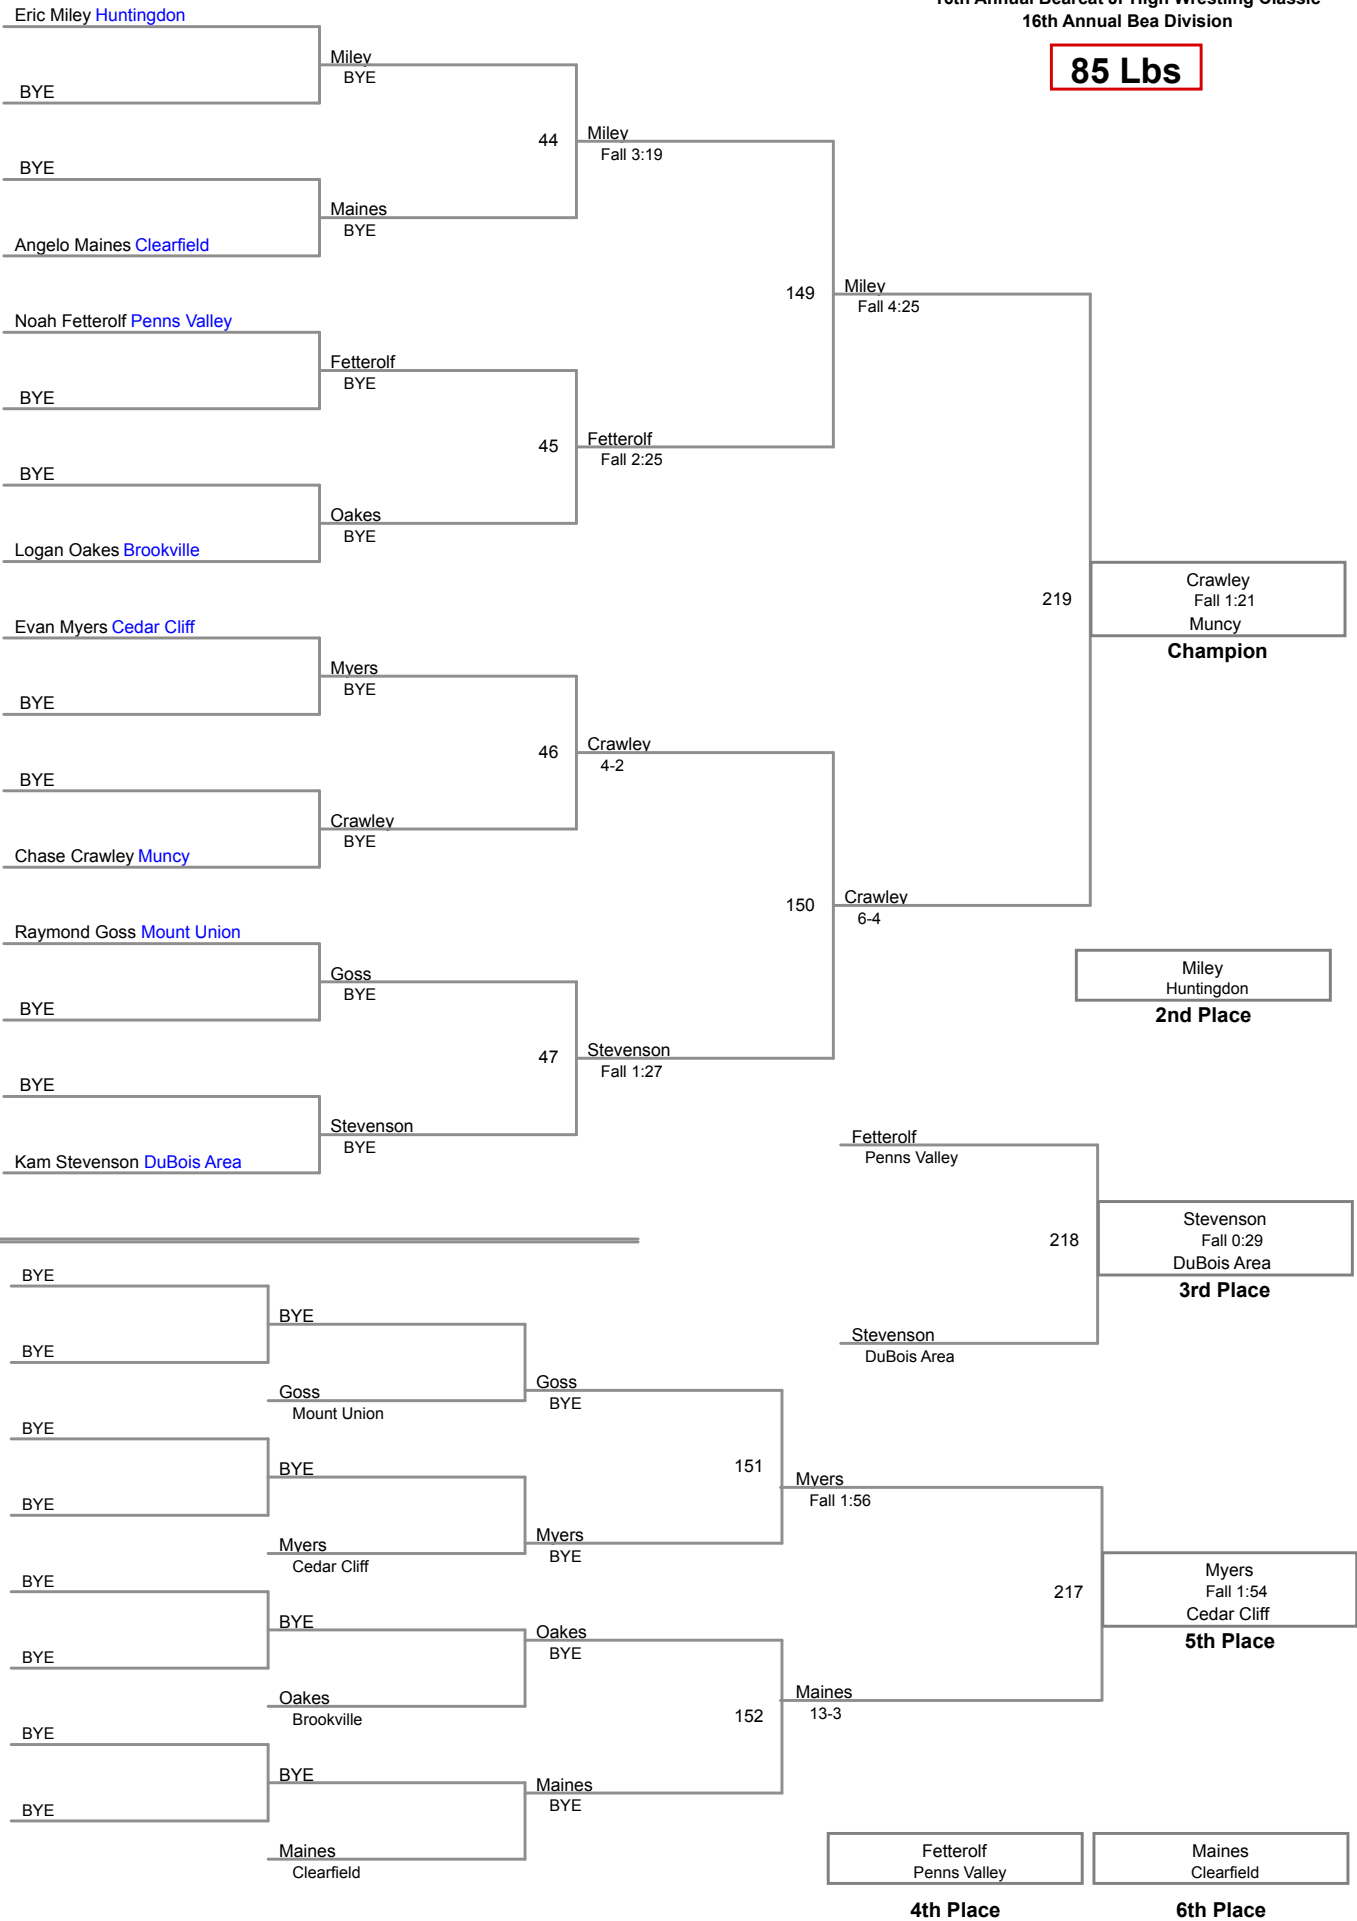 16th Annual Bearcat Jr High Wrestling Classic
16th Annual Bea Division
85 Lbs
Eric Miley Huntingdon
Miley
BYE
BYE
44
Miley
Fall 3:19
BYE
Maines
BYE
Angelo Maines Clearfield
149
Miley
Fall 4:25
Noah Fetterolf Penns Valley
Fetterolf
BYE
BYE
45
Fetterolf
Fall 2:25
BYE
Oakes
BYE
Logan Oakes Brookville
219
Crawley
Fall 1:21
Muncy
Champion
Evan Myers Cedar Cliff
Myers
BYE
BYE
46
Crawley
4-2
BYE
Crawley
BYE
Chase Crawley Muncy
150
Crawley
6-4
Raymond Goss Mount Union
Goss
BYE
BYE
Miley
Huntingdon
2nd Place
47
Stevenson
Fall 1:27
BYE
Stevenson
BYE
Kam Stevenson DuBois Area
Fetterolf
Penns Valley
218
Stevenson
Fall 0:29
DuBois Area
3rd Place
Stevenson
DuBois Area
BYE
BYE
BYE
Goss
Mount Union
Goss
BYE
BYE
BYE
BYE
151
Myers
Fall 1:56
Myers
Cedar Cliff
Myers
BYE
BYE
BYE
BYE
217
Myers
Fall 1:54
Cedar Cliff
5th Place
Oakes
BYE
Oakes
Brookville
152
Maines
13-3
BYE
BYE
BYE
Maines
BYE
Maines
Clearfield
Fetterolf
Penns Valley
4th Place
Maines
Clearfield
6th Place